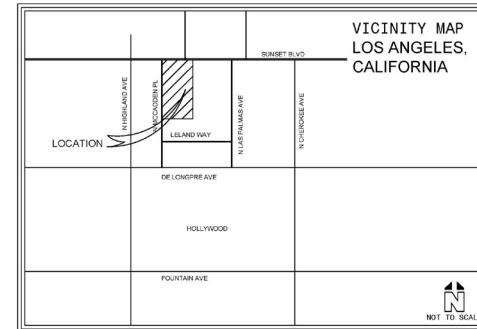 VICINITY MAP
LOS ANGELES,
CALIFORNIA
SUNSET BLVD
N HIGHLAND AVE
N MCCADDEN PL
N LAS PALMAS AVE
N CHEROKEE AVE
LOCATION
LELAND WAY
DE LONGPRE AVE
HOLLYWOOD
FOUNTAIN AVE
N
NOT TO SCAL